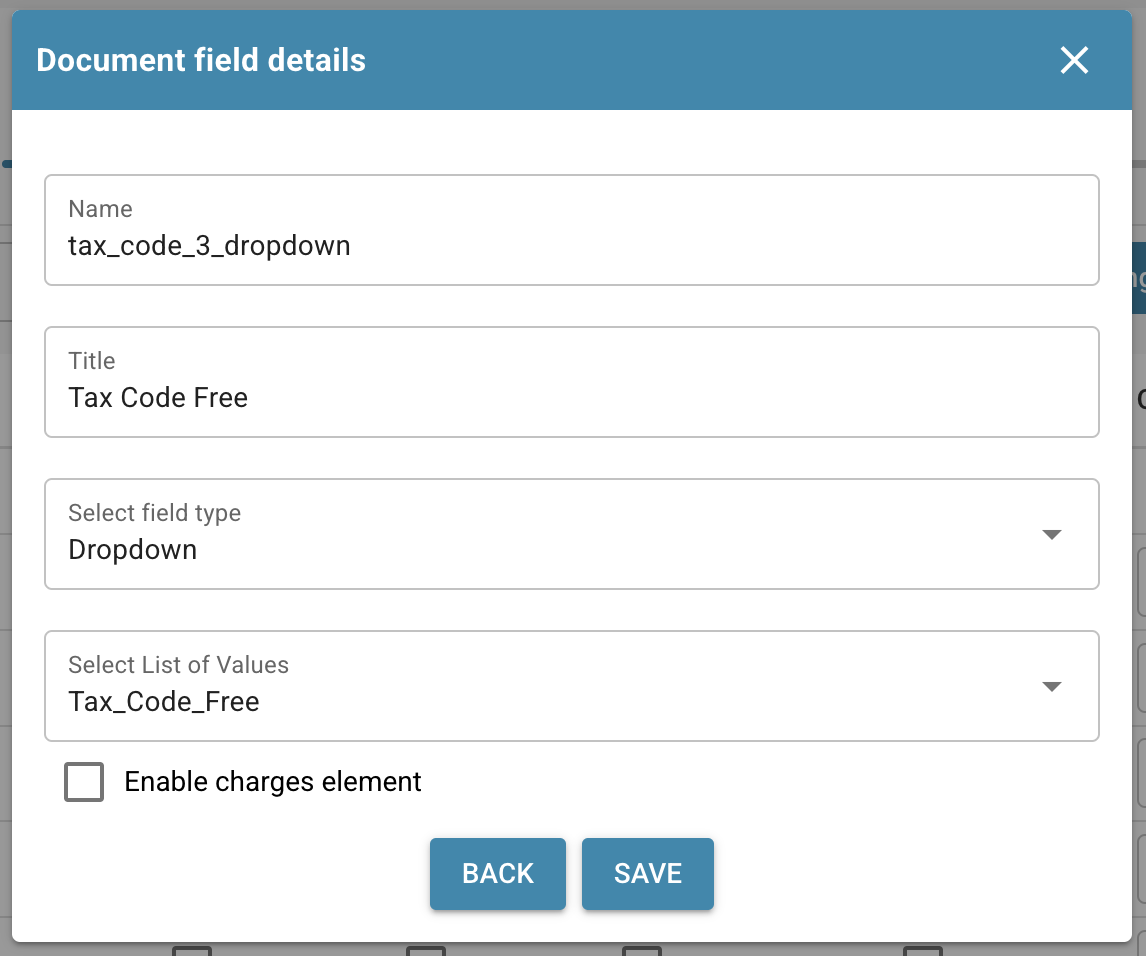 Document field details
Name
tax_code_3_dropdown
Title
Tax Code Free
Select field type
Dropdown
Select List of Values
Tax_Code_Free
Enable charges element
BACK
SAVE